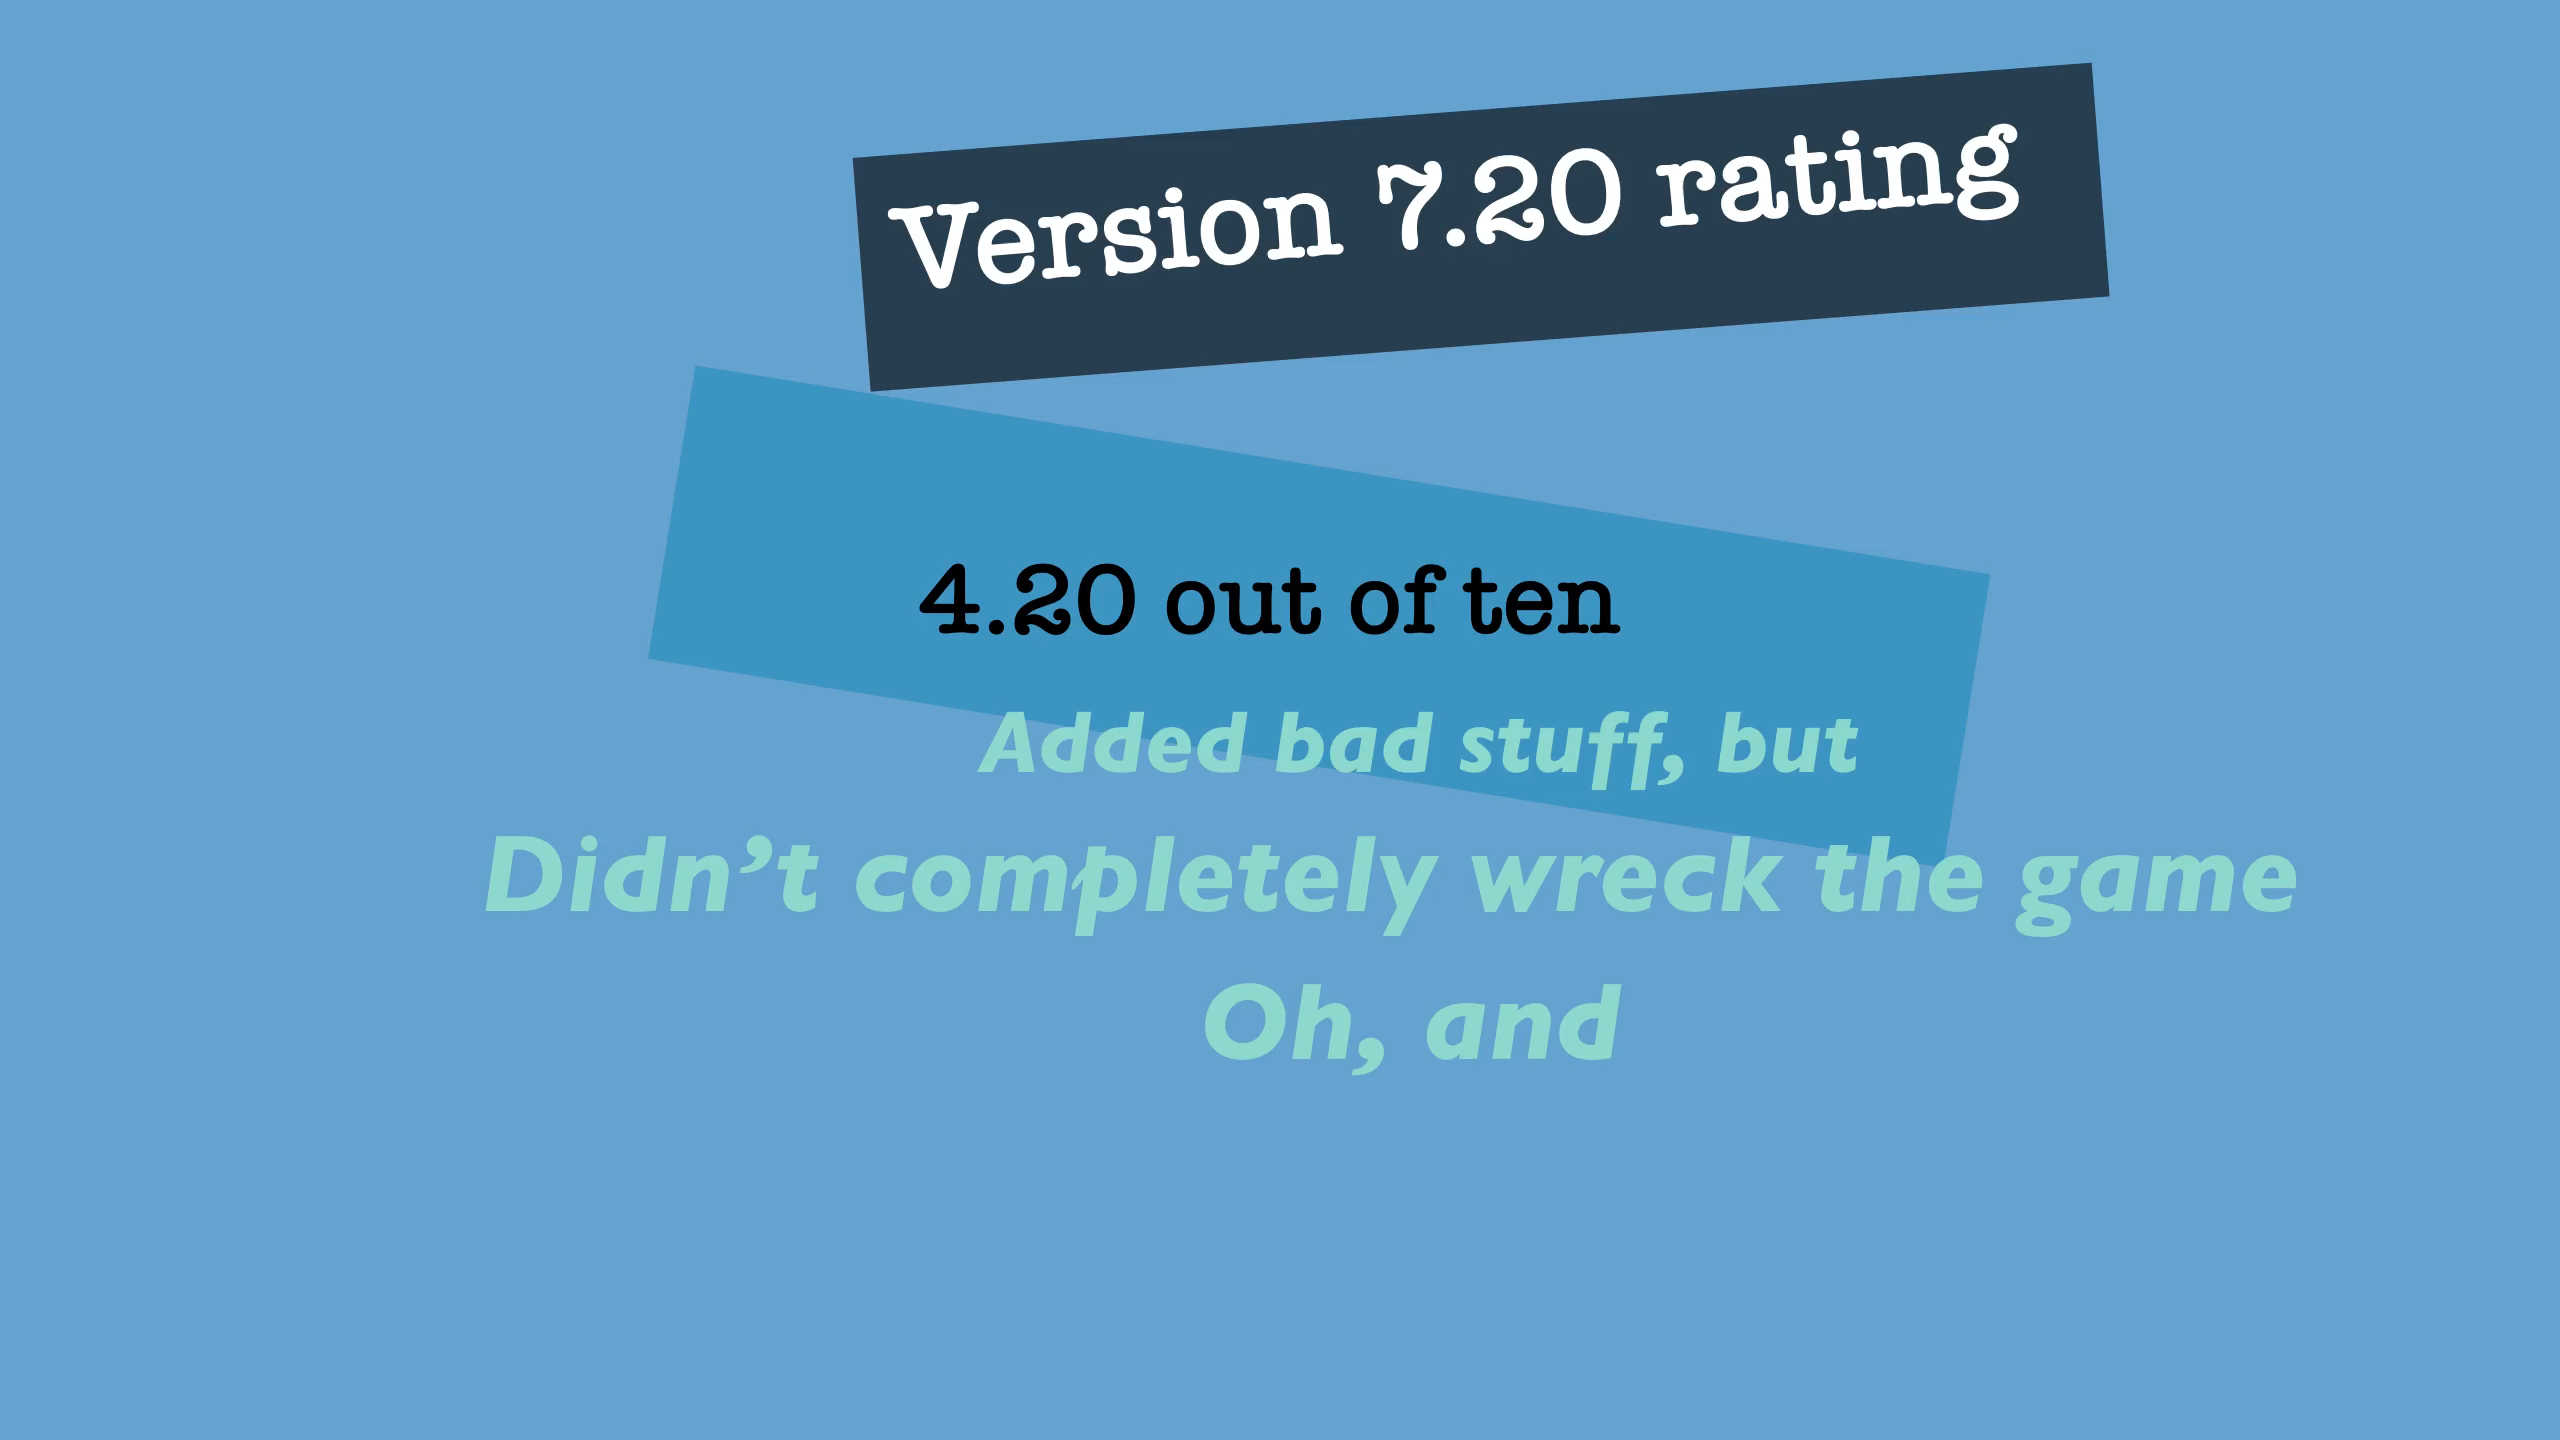 Version 7.20 rating
4.20 out of ten
Added bad stuff, but
Didn’t completely wreck the game
Oh, and